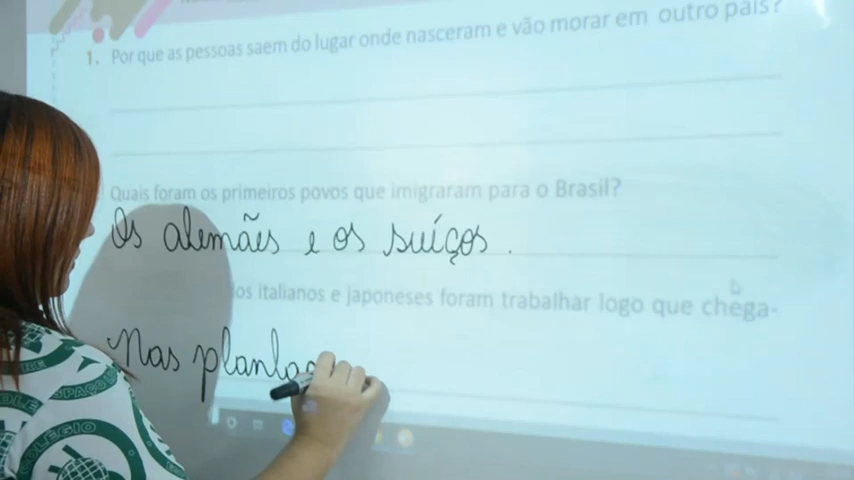 1. Por que as pessoas saem do lugar onde nasceram e vão morar em outro país?
Quais foram os primeiros povos que imigraram para o Brasil?
Os alemães e os suíços.
os italianos e japoneses foram trabalhar logo que chega-
Nas
COLÉGIO
ESPAÇO